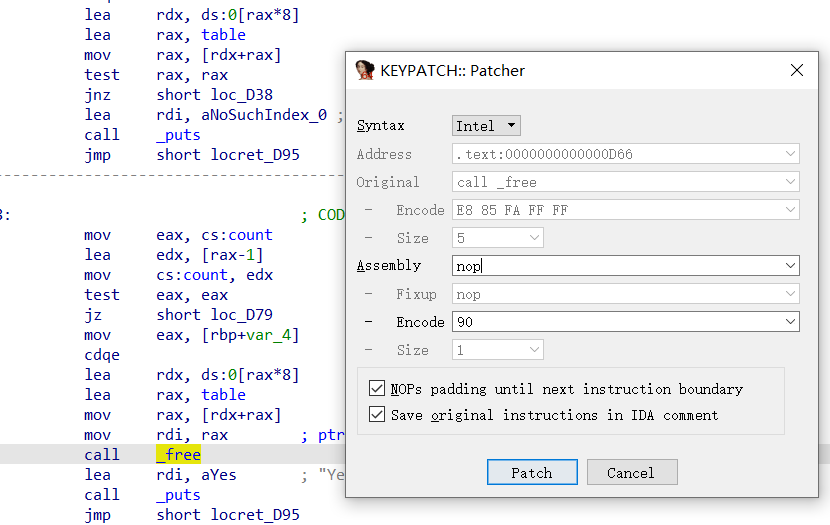 lea rdx, ds:0[rax*8]
lea rax, table
mov rax, [rdx+rax]
test rax, rax
jnz short loc_D38
lea rdi, aNoSuchIndex_0 ;
call _puts
jmp short locret_D95
8: ; COD
mov eax, cs:count
lea edx, [rax-1]
mov cs:count, edx
test eax, eax
jz short loc_D79
mov eax, [rbp+var_4]
cdqe
lea rdx, ds:0[rax*8]
lea rax, table
mov rax, [rdx+rax]
mov rdi, rax ; ptr
call _free
lea rdi, aYes ; "Ye
call _puts
jmp short locret_D95
KEYPATCH:: Patcher
Syntax Intel
Address .text:0000000000000D66
Original call _free
- Encode E8 85 FA FF FF
- Size 5
Assembly nop
- Fixup nop
- Encode 90
- Size 1
NOPs padding until next instruction boundary
Save original instructions in IDA comment
Patch Cancel